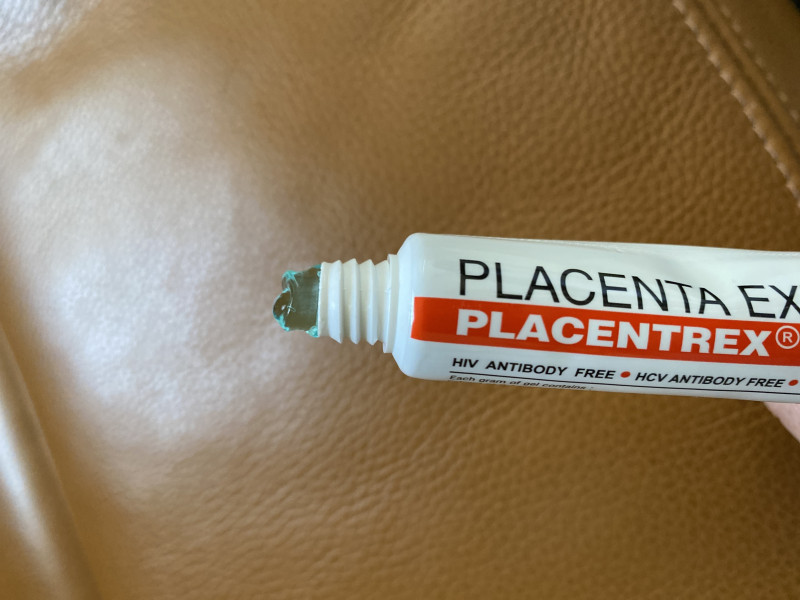 PLACENTA EX
PLACENTREX®
HIV ANTIBODY FREE • HCV ANTIBODY FREE •
Each gram of gel contains :